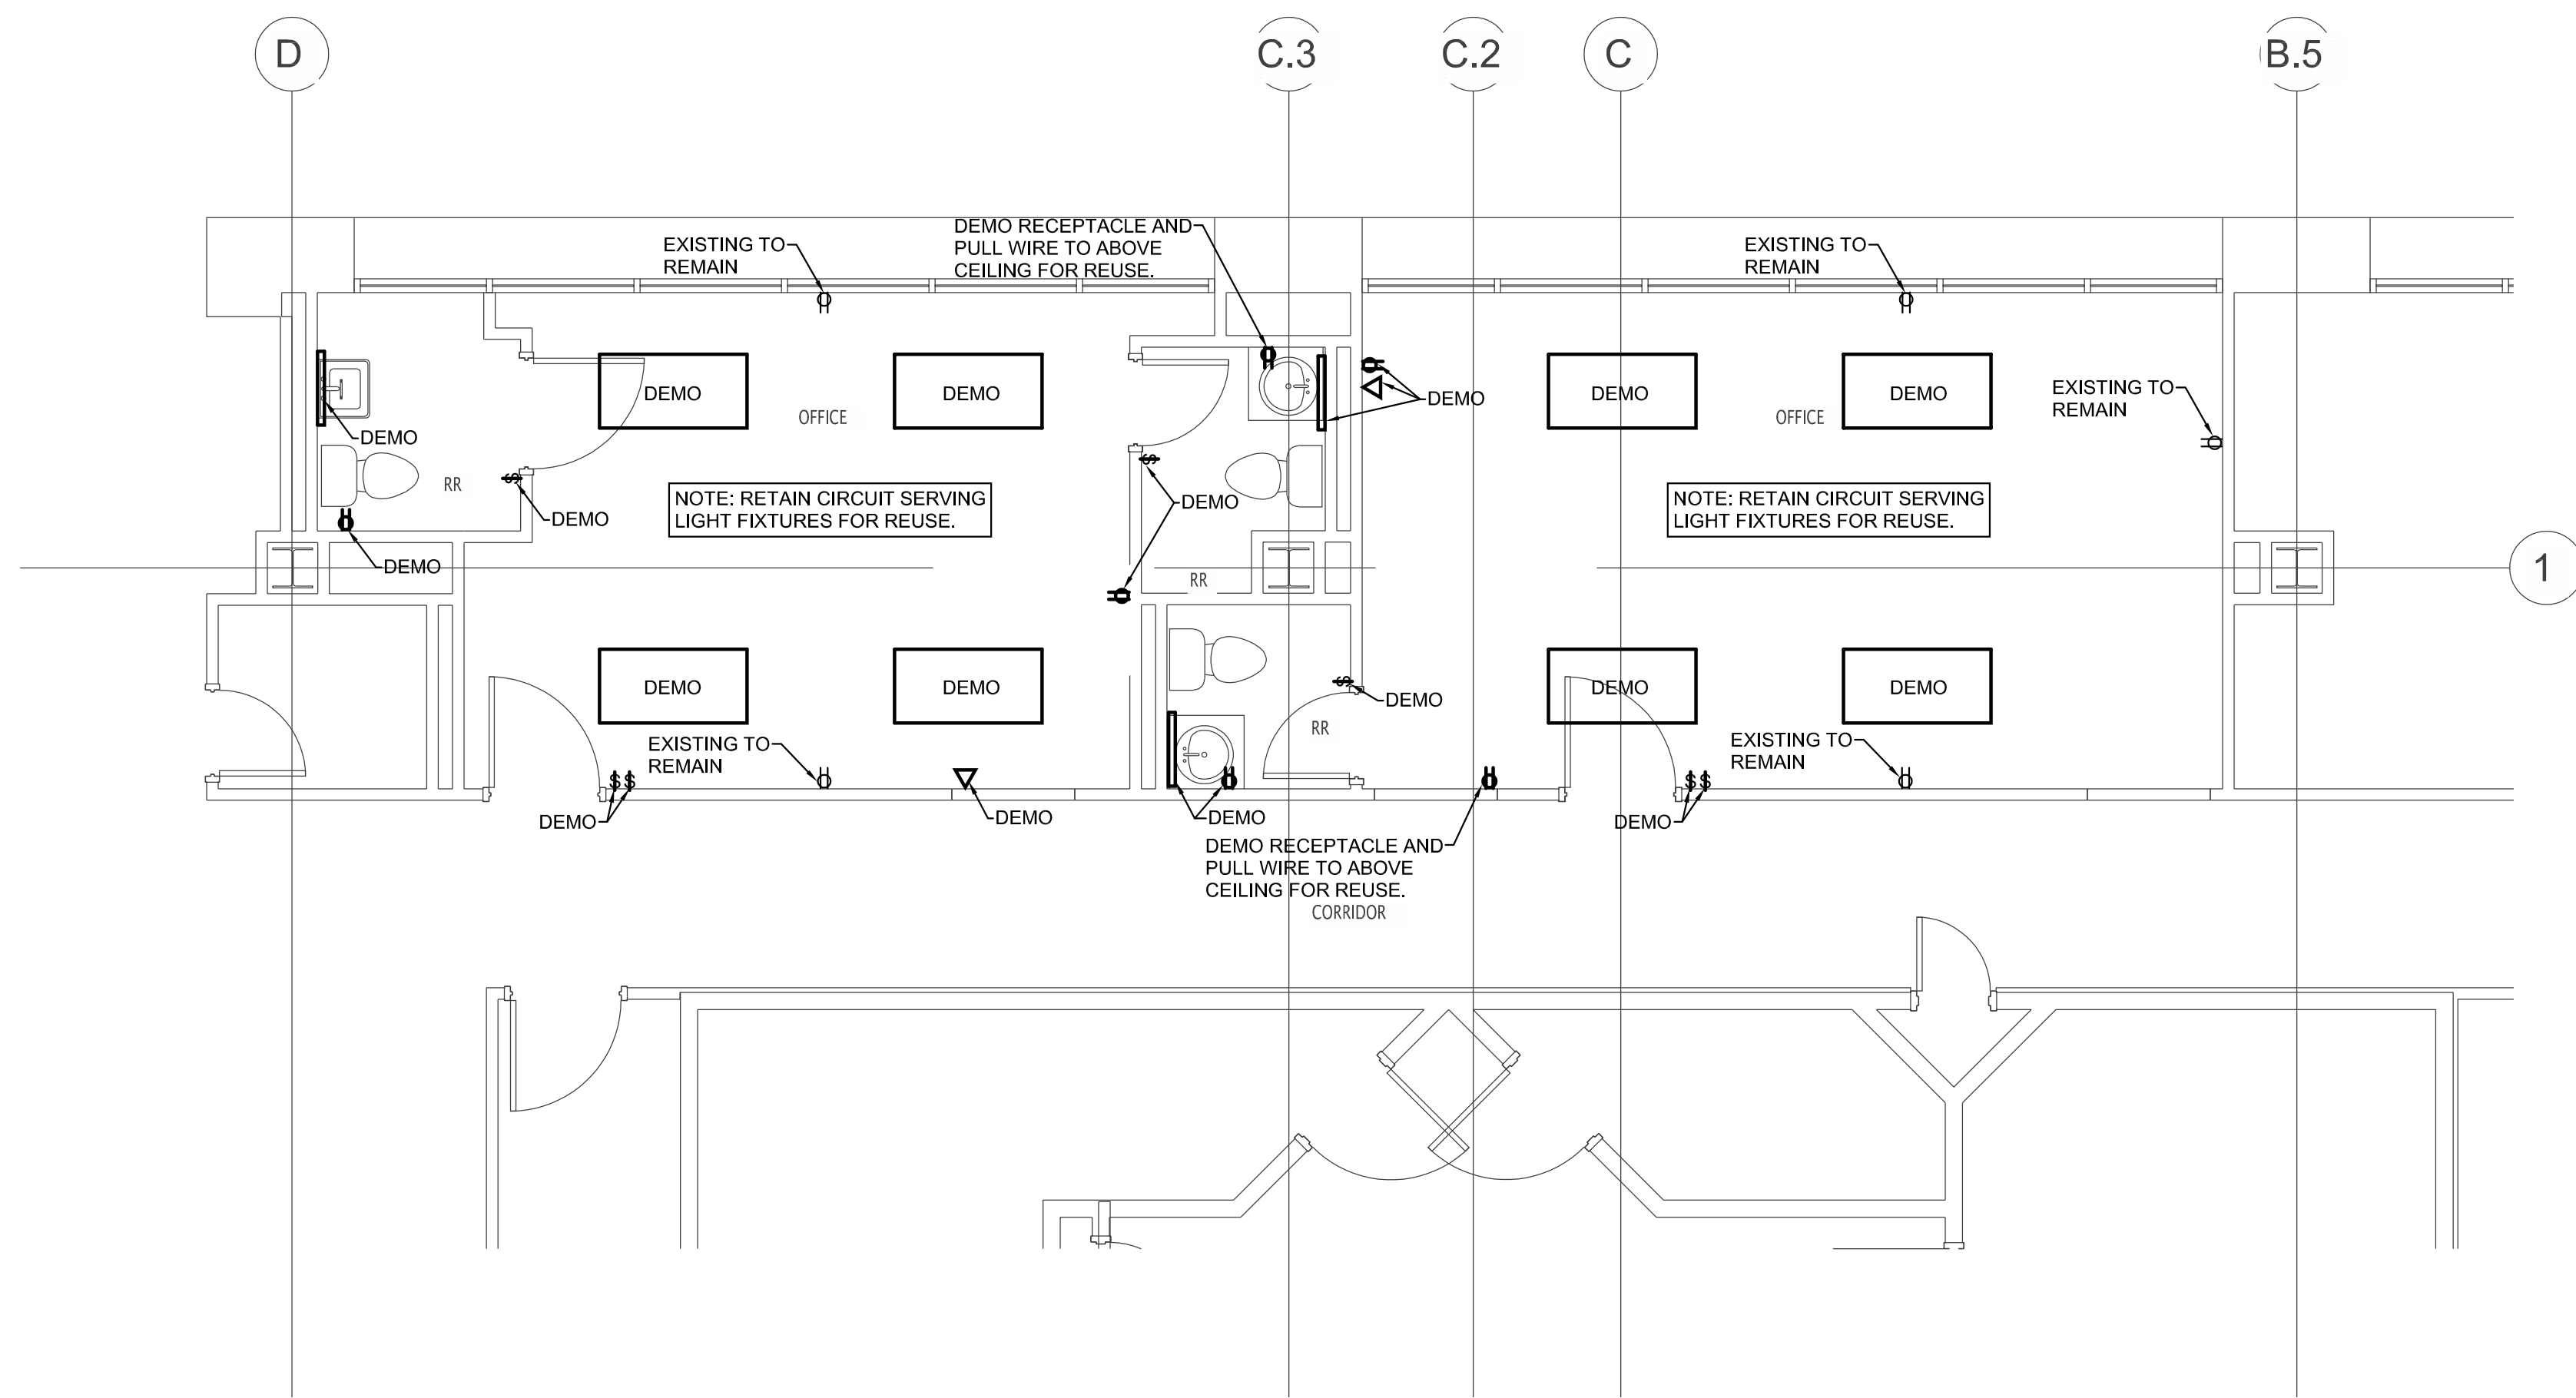 D
C.3
C.2
C
B.5
DEMO RECEPTACLE AND
PULL WIRE TO ABOVE
CEILING FOR REUSE.
EXISTING TO
REMAIN
EXISTING TO
REMAIN
DEMO
DEMO
DEMO
DEMO
DEMO
EXISTING TO
REMAIN
OFFICE
OFFICE
DEMO
RR
$
$
NOTE: RETAIN CIRCUIT SERVING
LIGHT FIXTURES FOR REUSE.
DEMO
NOTE: RETAIN CIRCUIT SERVING
LIGHT FIXTURES FOR REUSE.
DEMO
DEMO
1
RR
DEMO
DEMO
$
DEMO
DEMO
DEMO
RR
EXISTING TO
REMAIN
EXISTING TO
REMAIN
$$
$$
DEMO
DEMO
DEMO
DEMO
DEMO RECEPTACLE AND
PULL WIRE TO ABOVE
CEILING FOR REUSE.
CORRIDOR